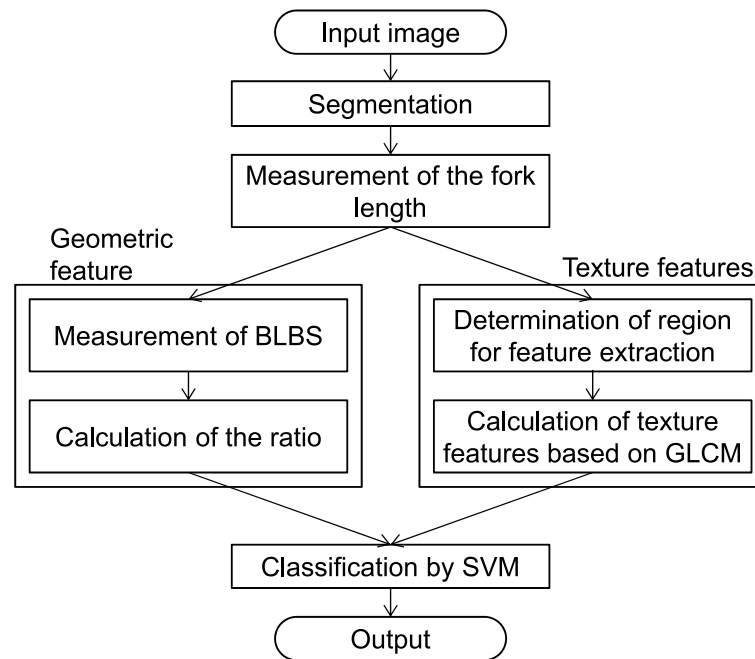 Input image
Segmentation
Measurement of the fork
length
Geometric
feature
Measurement of BLBS
Calculation of the ratio
Texture features
Determination of region
for feature extraction
Calculation of texture
features based on GLCM
Classification by SVM
Output